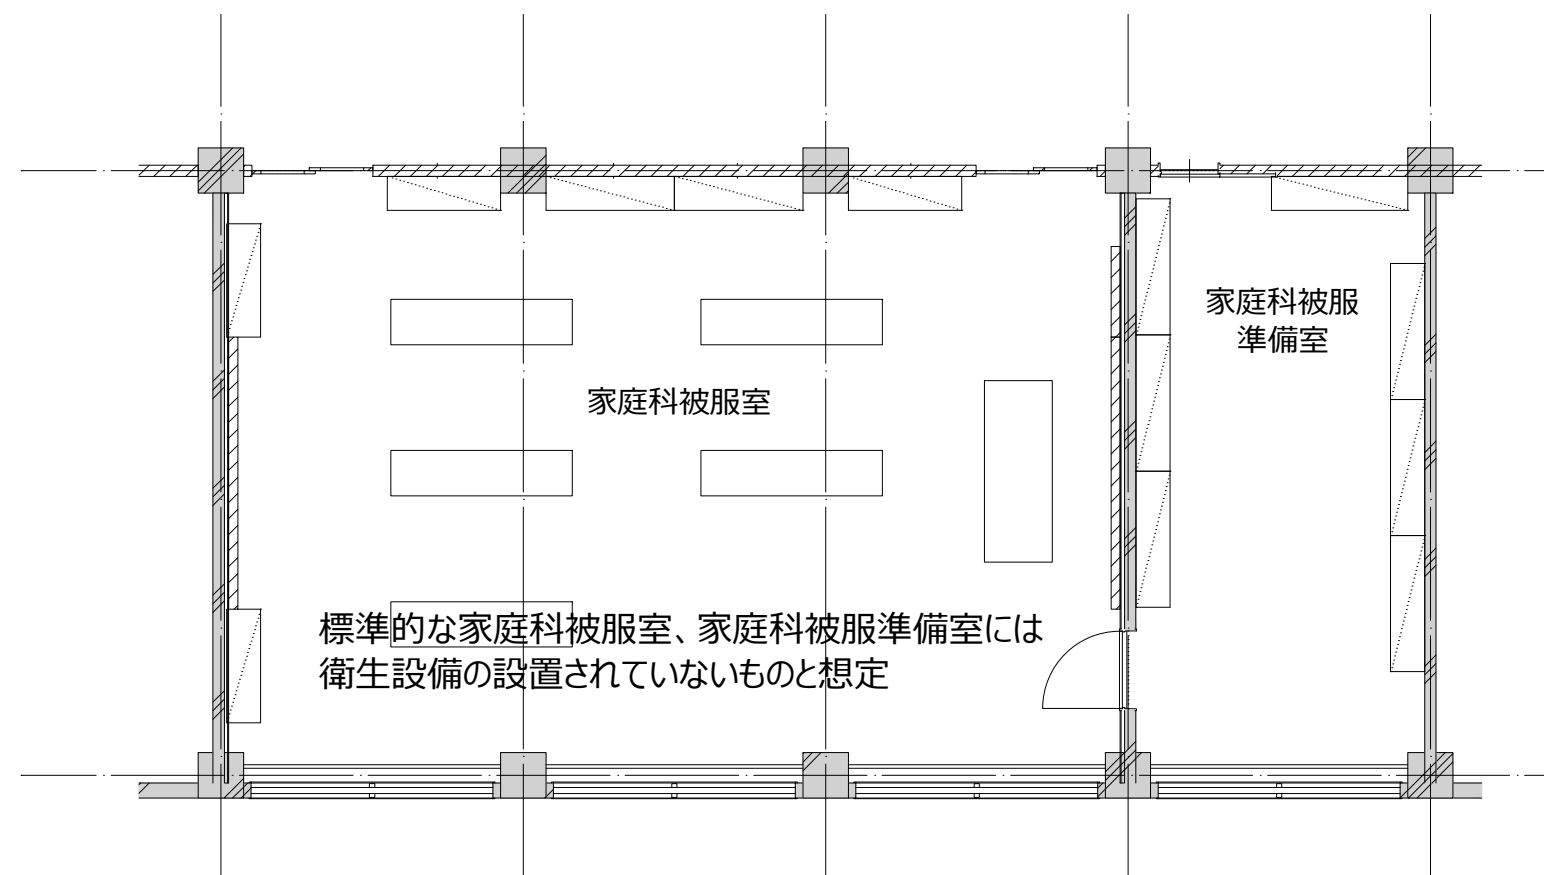 家庭科被服
準備室
家庭科被服室
標準的な家庭科被服室、家庭科被服準備室には
衛生設備の設置されていないものと想定